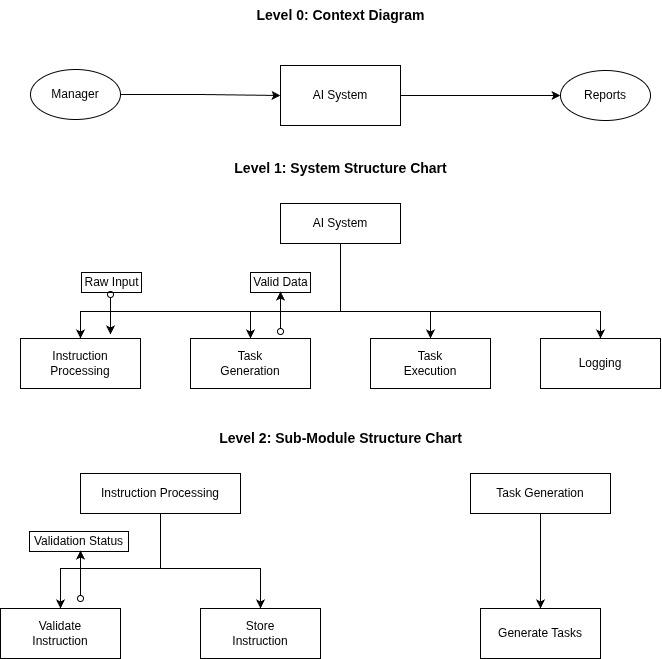 Level 0: Context Diagram
Manager
AI System
Reports
Level 1: System Structure Chart
AI System
Raw Input
Valid Data
Instruction
Processing
Task
Generation
Task
Execution
Logging
Level 2: Sub-Module Structure Chart
Instruction Processing
Task Generation
Validation Status
Validate
Instruction
Store
Instruction
Generate Tasks